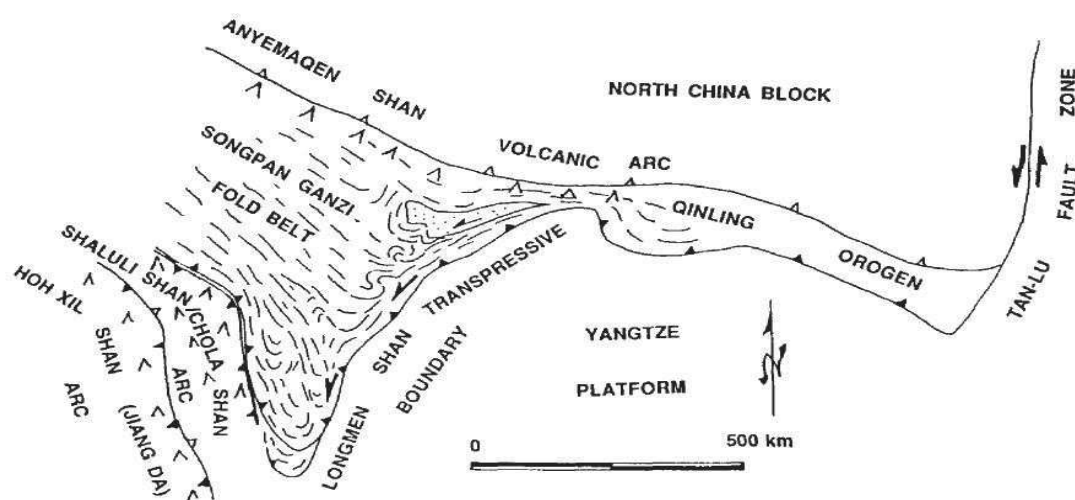 ANYEMAQEN SHAN
VOLCANIC ARC
NORTH CHINA BLOCK
TAN-LU FAULT ZONE
SONGPAN GANZI
FOLD BELT
QINLING
OROGEN
SHALULI SHAN/CHOLA SHAN
ARC
HOH XIL SHAN (JIANG DA)
ARC
LONGMEN SHAN TRANSPRESSIVE
BOUNDARY
YANGTZE
PLATFORM
N
0 500 km